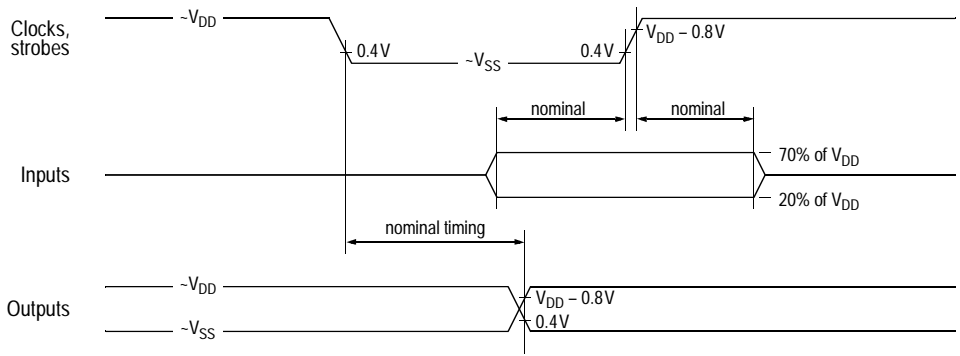 Clocks,
strobes
~VDD
0.4 V
~VSS
0.4 V
VDD – 0.8 V
nominal
nominal
Inputs
70% of VDD
20% of VDD
nominal timing
Outputs
~VDD
VDD – 0.8 V
0.4 V
~VSS